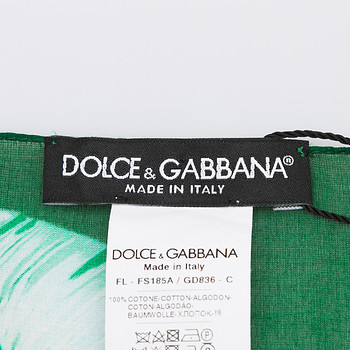 DOLCE & GABBANA®
MADE IN ITALY
DOLCE & GABBANA
Made in Italy
FL - FS185A / GD836 - C
100% COTONE-COTTON-ALGODON-
COTON-ALGODÃO-
BAUMWOLLE-ХЛОПОК-